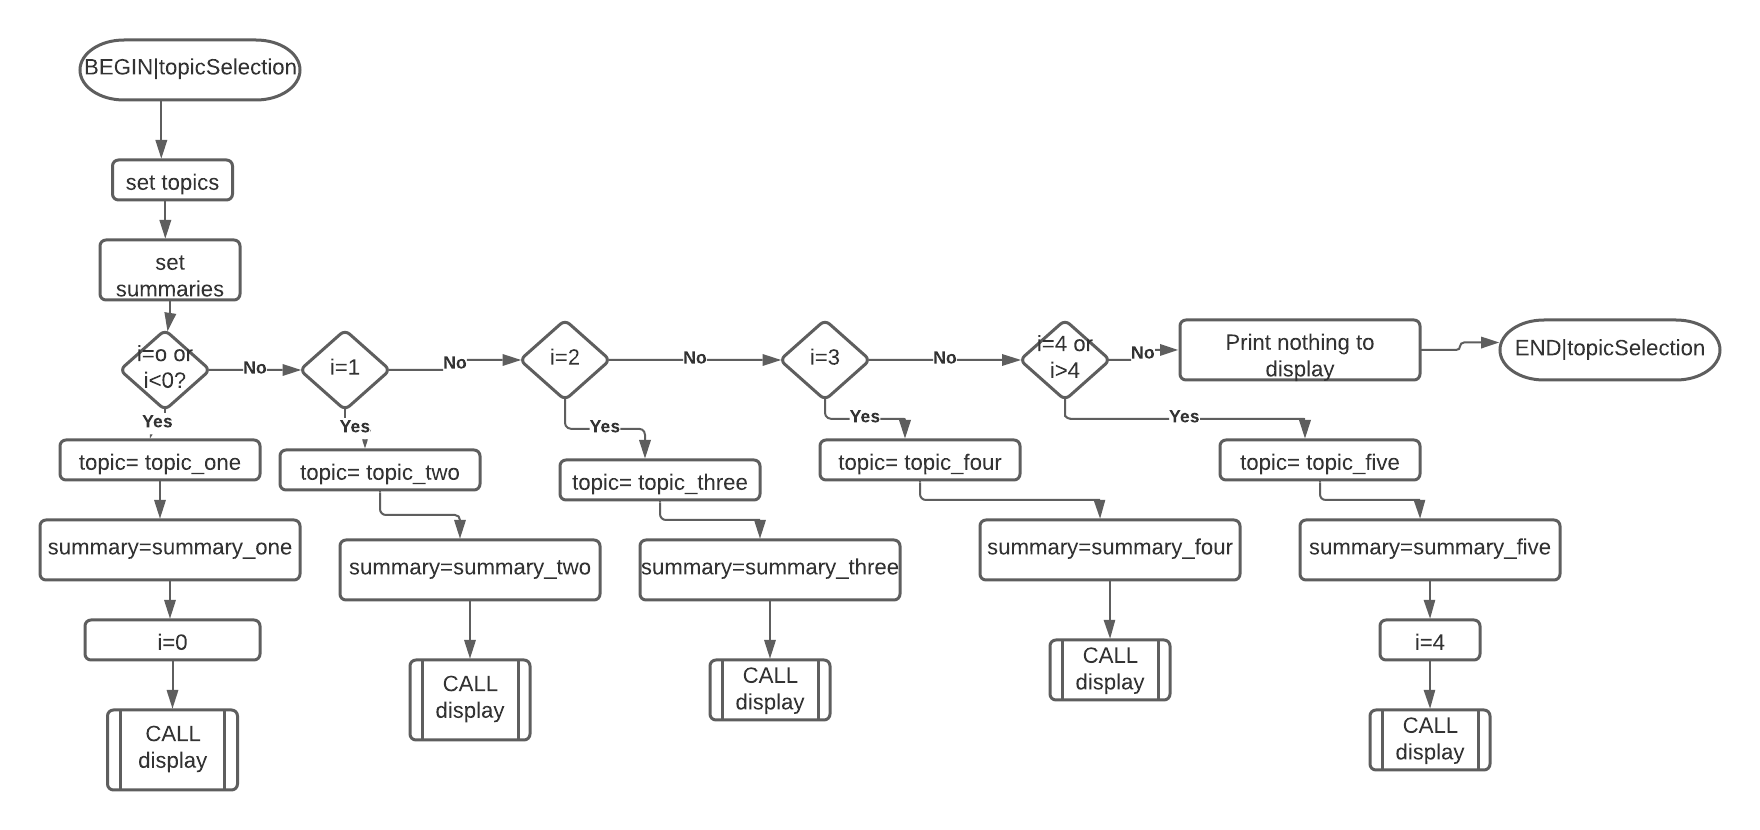 BEGIN|topicSelection
set topics
set
summaries
i=o or
i<0?
No
i=1
No
i=2
No
i=3
No
i=4 or
i>4
No
Print nothing to
display
END|topicSelection
Yes
topic= topic_one
summary=summary_one
i=0
CALL
display
Yes
topic= topic_two
summary=summary_two
CALL
display
Yes
topic= topic_three
summary=summary_three
CALL
display
Yes
topic= topic_four
summary=summary_four
CALL
display
Yes
topic= topic_five
summary=summary_five
i=4
CALL
display